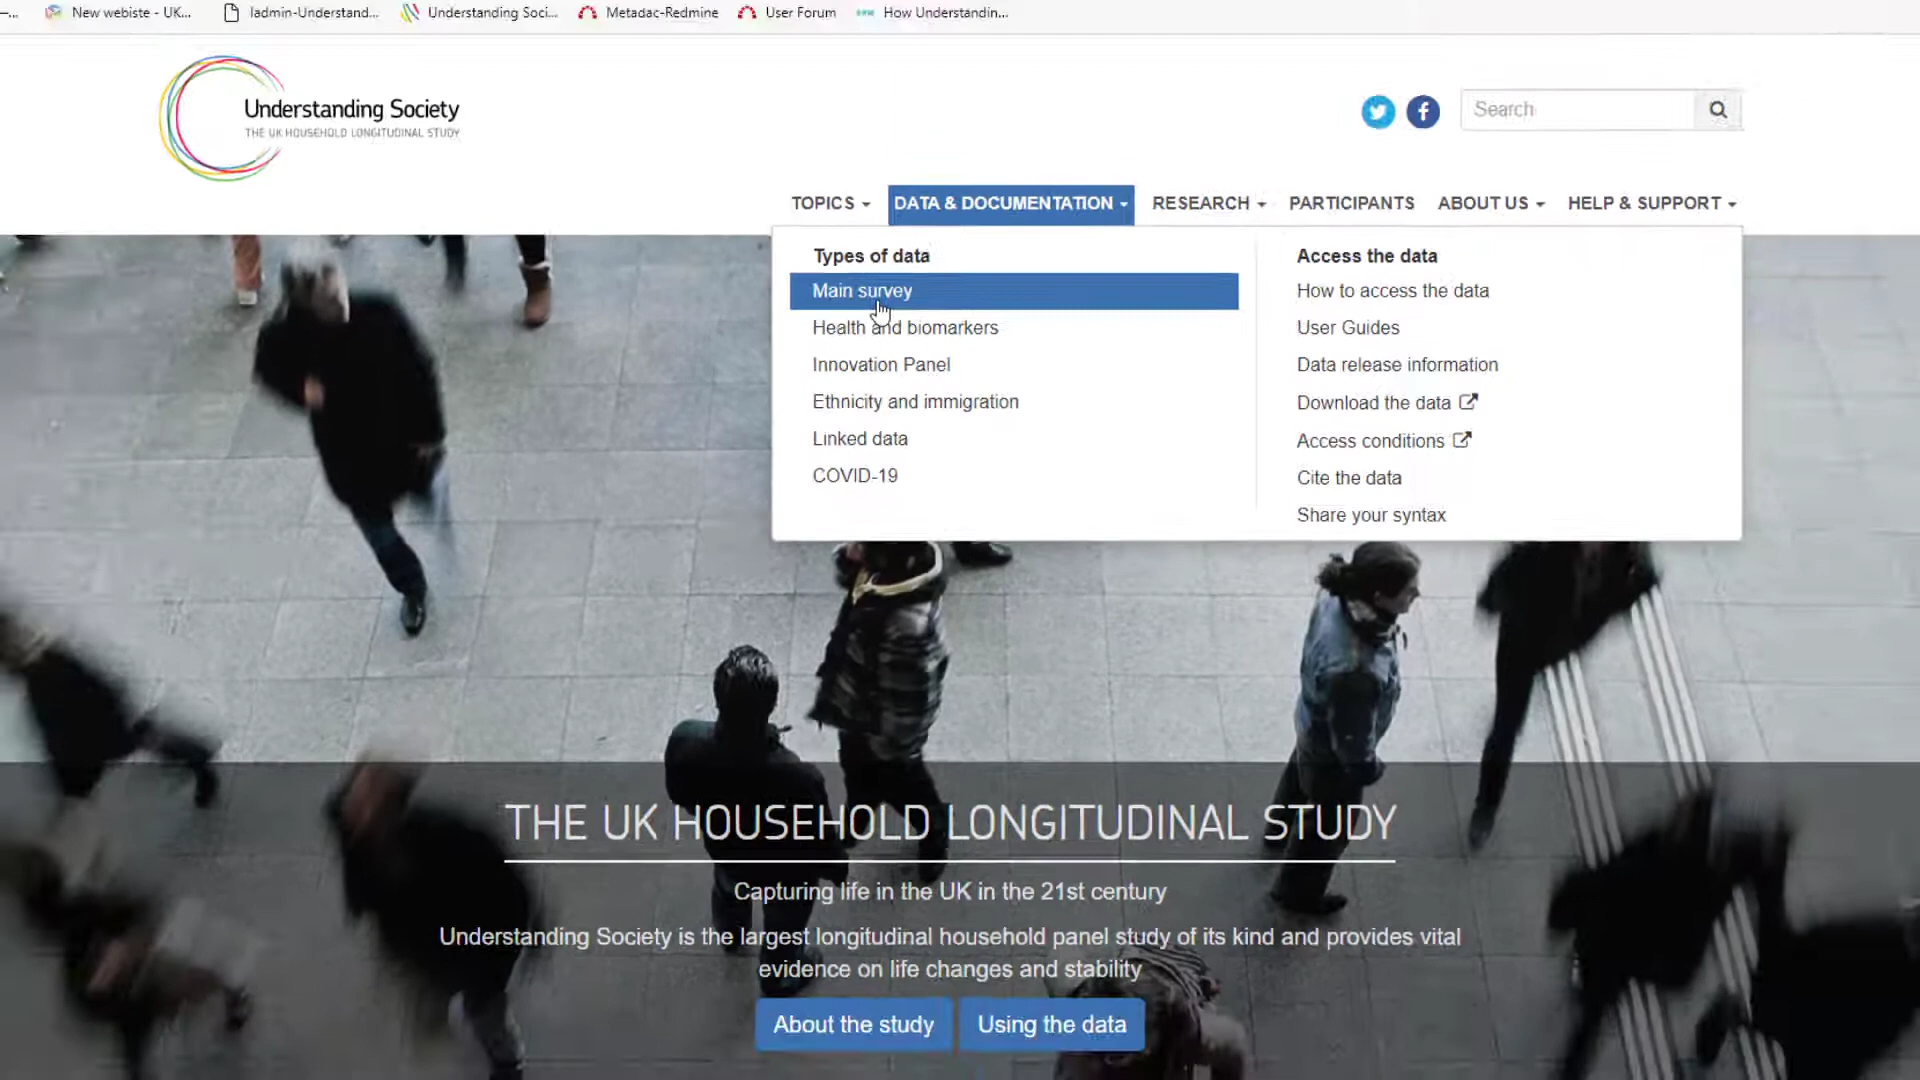 New webiste - UK...
ladmin-Understand...
Understanding Soci...
Metadac-Redmine
User Forum
How Understandin...
Understanding Society
THE UK HOUSEHOLD LONGITUDINAL STUDY
Search
TOPICS
DATA & DOCUMENTATION
RESEARCH
PARTICIPANTS
ABOUT US
HELP & SUPPORT
Types of data
Main survey
Health and biomarkers
Innovation Panel
Ethnicity and immigration
Linked data
COVID-19
Access the data
How to access the data
User Guides
Data release information
Download the data
Access conditions
Cite the data
Share your syntax
THE UK HOUSEHOLD LONGITUDINAL STUDY
Capturing life in the UK in the 21st century
Understanding Society is the largest longitudinal household panel study of its kind and provides vital
evidence on life changes and stability
About the study
Using the data